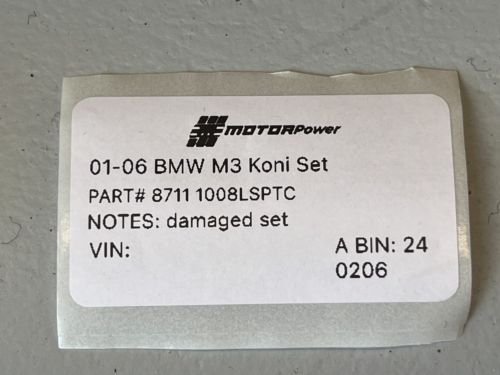 MOTORPower
01-06 BMW M3 Koni Set
PART# 8711 1008LSPTC
NOTES: damaged set
VIN:
A BIN: 24
0206